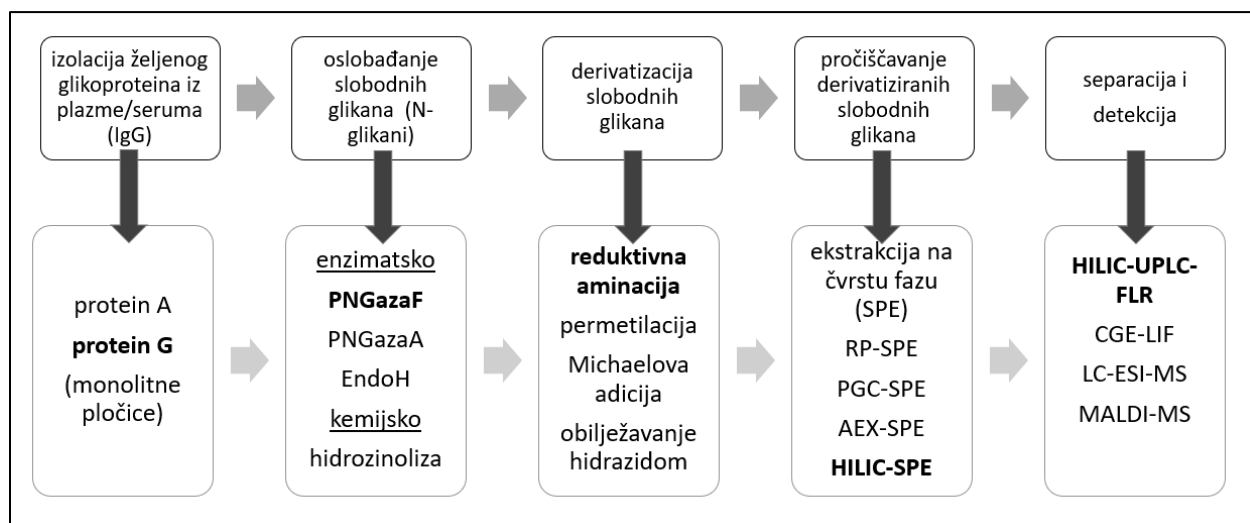 izolacija željenog
glikoproteina iz
plazme/seruma
(IgG)
oslobađanje
slobodnih
glikana (N-
glikani)
derivatizacija
slobodnih
glikana
pročišćavanje
derivatiziranih
slobodnih
glikana
separacija i
detekcija
protein A
protein G
(monolitne
pločice)
enzimatsko
PNGazaF
PNGazaA
EndoH
kemijsko
hidrozinoliza
reduktivna
aminacija
permetilacija
Michaelova
adicija
obilježavanje
hidrazidom
ekstrakcija na
čvrstu fazu
(SPE)
RP-SPE
PGC-SPE
AEX-SPE
HILIC-SPE
HILIC-UPLC-
FLR
CGE-LIF
LC-ESI-MS
MALDI-MS